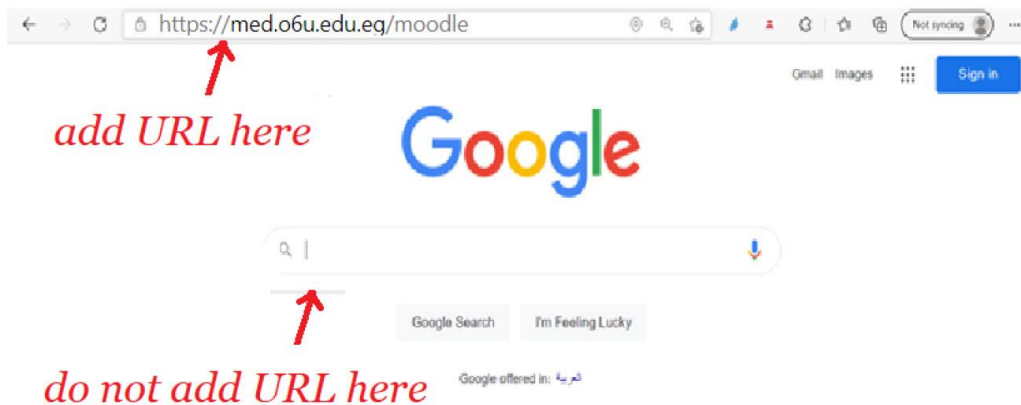 https://med.o6u.edu.eg/moodle
Not syncing
Gmail Images
Sign in
add URL here
Google
Google Search I'm Feeling Lucky
do not add URL here
Google offered in: العربية